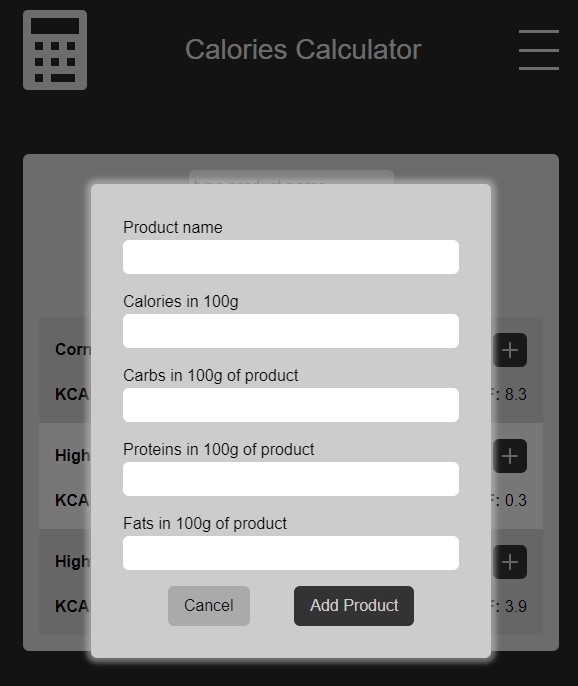 Calories Calculator
Product name
Calories in 100g
Corn
Carbs in 100g of product
KCA
F: 8.3
Proteins in 100g of product
High
KCA
F: 0.3
Fats in 100g of product
High
Cancel
Add Product
KCA
F: 3.9